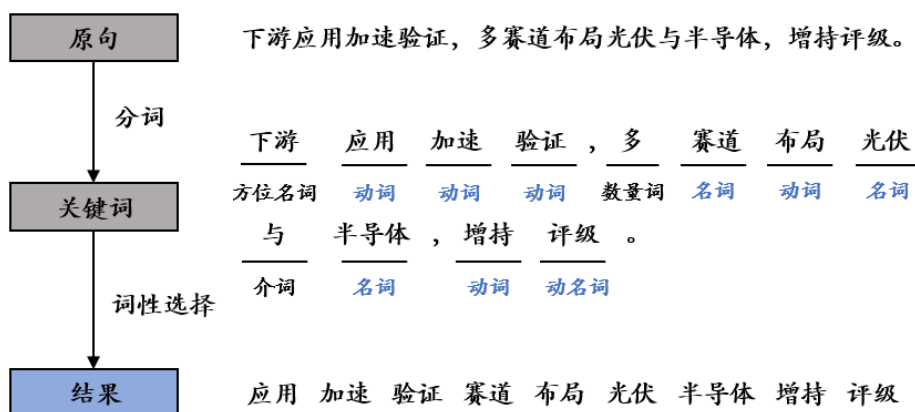 原句 下游应用加速验证，多赛道布局光伏与半导体，增持评级。
分词
下游 应用 加速 验证 ，多 赛道 布局 光伏
方位名词 动词 动词 动词 数量词 名词 动词 名词
关键词
与 半导体 ，增持 评级 。
介词 名词 动词 动名词
词性选择
结果 应用 加速 验证 赛道 布局 光伏 半导体 增持 评级